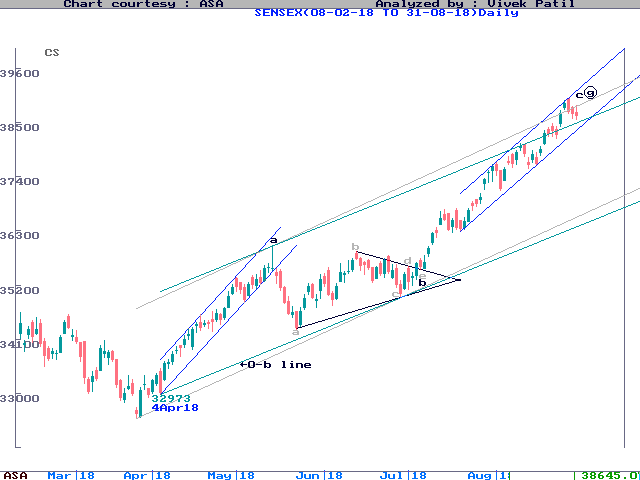 Chart courtesy : ASA Analyzed by : Vivek Patil
SENSEX(08-02-18 TO 31-08-18)Daily
CS
39600
c g
38500
37400
36300
a
b
d
35200
e
b
c
a
34100
←O-b line
33000
32973
4Apr18
ASA Mar|18 Apr|18 May|18 Jun|18 Jul|18 Aug|1 38645.0